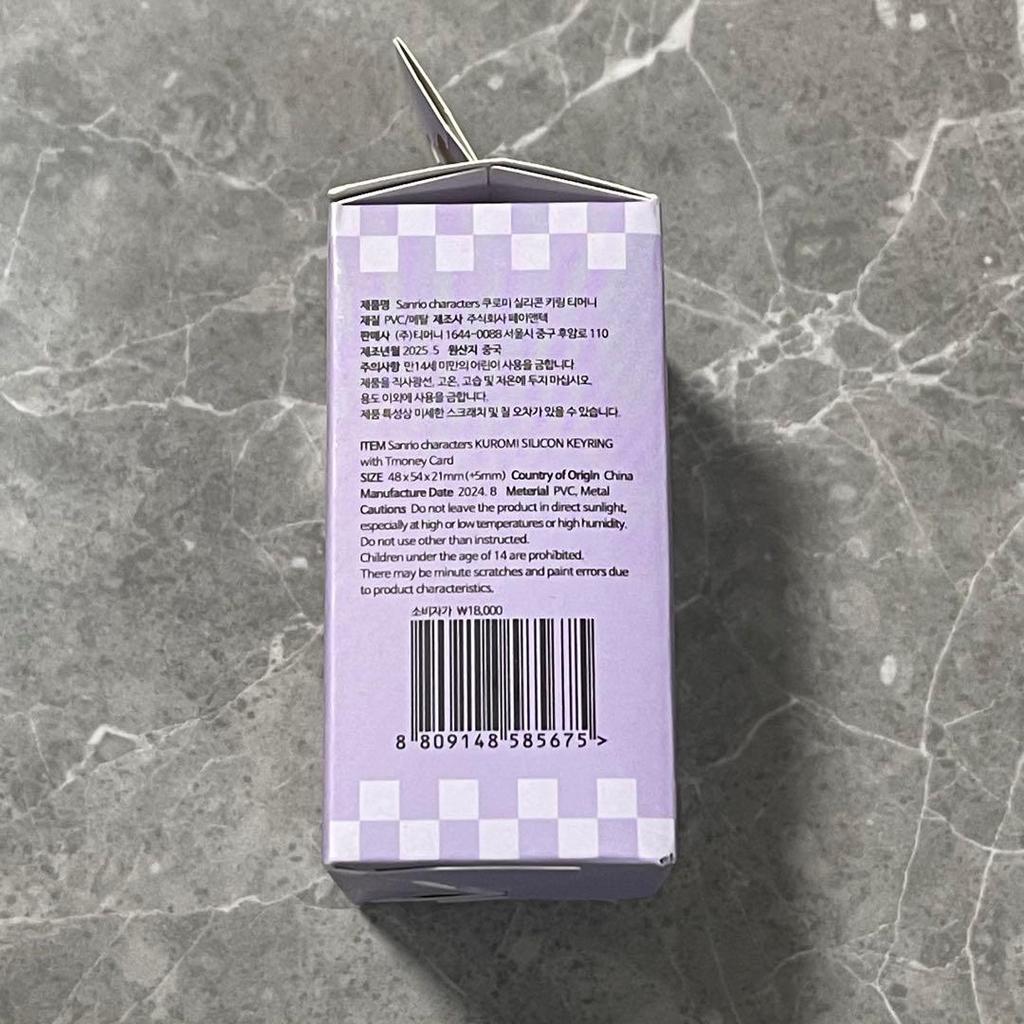 제품명 Sanrio characters 쿠로미 실리콘 키링 티머니
재질 PVC/메탈 제조사 주식회사 페이앤텍
판매사 (주)티머니 1644-0088 서울시 중구 후암로 110
제조년월 2025. 5 원산지 중국
주의사항 만14세 미만의 어린이 사용을 금합니다
제품을 직사광선, 고온, 고습 및 저온에 두지 마십시오.
용도 이외에 사용을 금합니다.
제품 특성상 미세한 스크래치 및 칠 오차가 있을 수 있습니다.
ITEM Sanrio characters KUROMI SILICON KEYRING
with Tmoney Card
SIZE 48 x 54 x 21mm (+5mm) Country of Origin China
Manufacture Date 2024. 8 Meterial PVC, Metal
Cautions Do not leave the product in direct sunlight,
especially at high or low temperatures or high humidity.
Do not use other than instructed.
Children under the age of 14 are prohibited.
There may be minute scratches and paint errors due
to product characteristics.
소비자가 ₩18,000
8 809148 585675 >